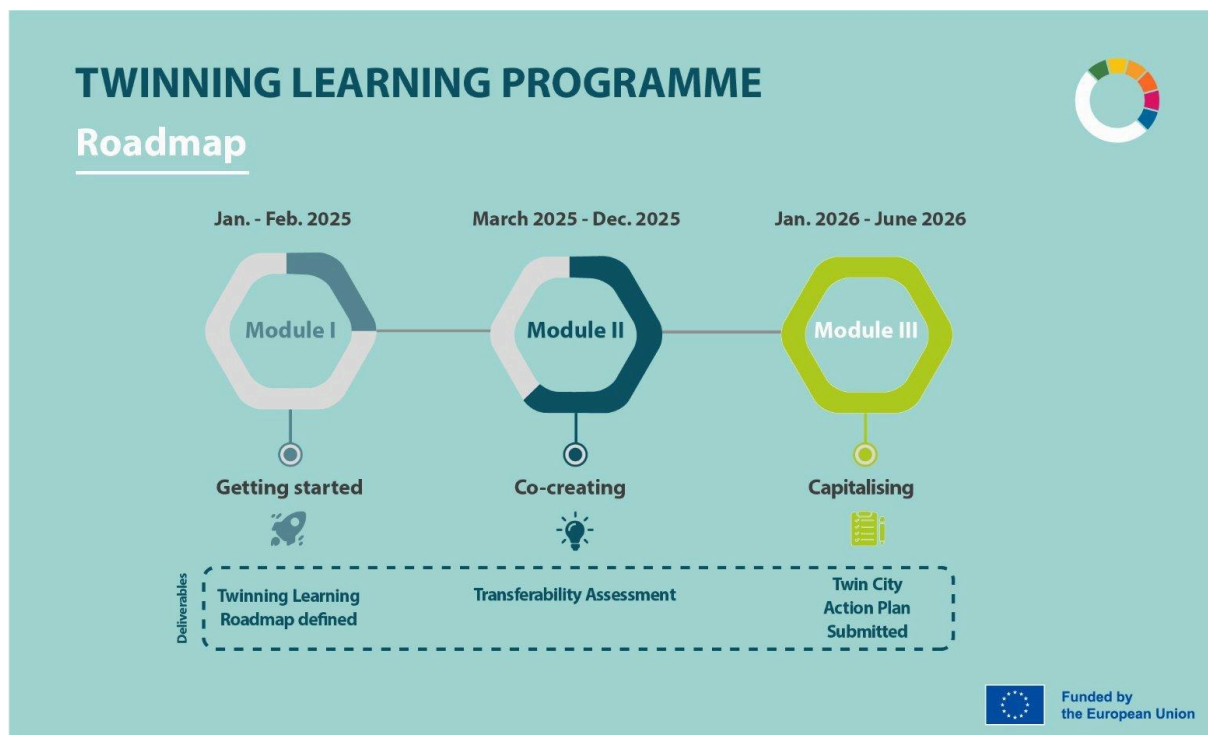 TWINNING LEARNING PROGRAMME
Roadmap
Jan. - Feb. 2025
March 2025 - Dec. 2025
Jan. 2026 - June 2026
Module I
Module II
Module III
Getting started
Co-creating
Capitalising
Deliverables
Twinning Learning
Roadmap defined
Transferability Assessment
Twin City
Action Plan
Submitted
Funded by
the European Union